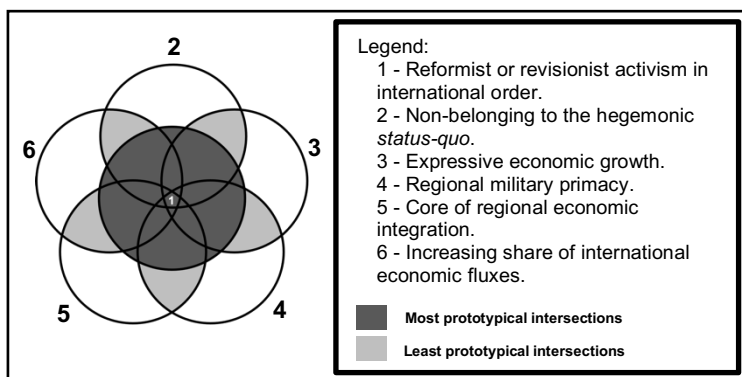 2
6
3
1
5
4
Legend:
1 - Reformist or revisionist activism in
international order.
2 - Non-belonging to the hegemonic
status-quo.
3 - Expressive economic growth.
4 - Regional military primacy.
5 - Core of regional economic
integration.
6 - Increasing share of international
economic fluxes.
Most prototypical intersections
Least prototypical intersections